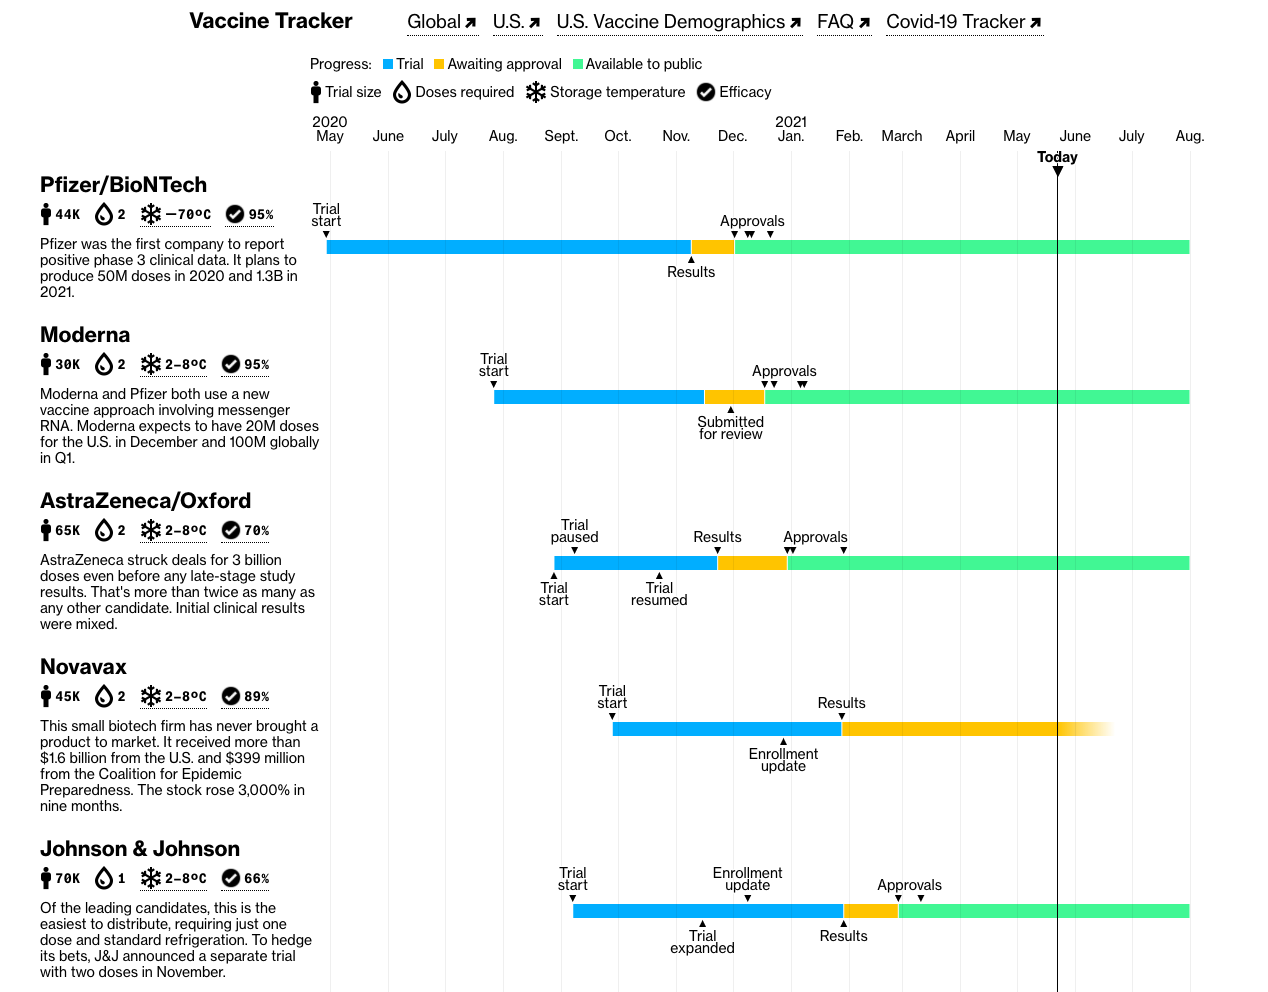 Vaccine Tracker Global U.S. U.S. Vaccine Demographics FAQ Covid-19 Tracker
Progress: Trial Awaiting approval Available to public
Trial size Doses required Storage temperature Efficacy
2020 2021
May June July Aug. Sept. Oct. Nov. Dec. Jan. Feb. March April May June July Aug.
Today
Pfizer/BioNTech
44K 2 −70ºC 95%
Pfizer was the first company to report
positive phase 3 clinical data. It plans to
produce 50M doses in 2020 and 1.3B in
2021.
Trial
start
Approvals
Results
Moderna
30K 2 2–8ºC 95%
Moderna and Pfizer both use a new
vaccine approach involving messenger
RNA. Moderna expects to have 20M doses
for the U.S. in December and 100M globally
in Q1.
Trial
start
Approvals
Submitted
for review
AstraZeneca/Oxford
65K 2 2–8ºC 70%
AstraZeneca struck deals for 3 billion
doses even before any late-stage study
results. That's more than twice as many as
any other candidate. Initial clinical results
were mixed.
Trial
paused
Results
Approvals
Trial
start
Trial
resumed
Novavax
45K 2 2–8ºC 89%
This small biotech firm has never brought a
product to market. It received more than
$1.6 billion from the U.S. and $399 million
from the Coalition for Epidemic
Preparedness. The stock rose 3,000% in
nine months.
Trial
start
Results
Enrollment
update
Johnson & Johnson
70K 1 2–8ºC 66%
Of the leading candidates, this is the
easiest to distribute, requiring just one
dose and standard refrigeration. To hedge
its bets, J&J announced a separate trial
with two doses in November.
Trial
start
Enrollment
update
Approvals
Trial
expanded
Results